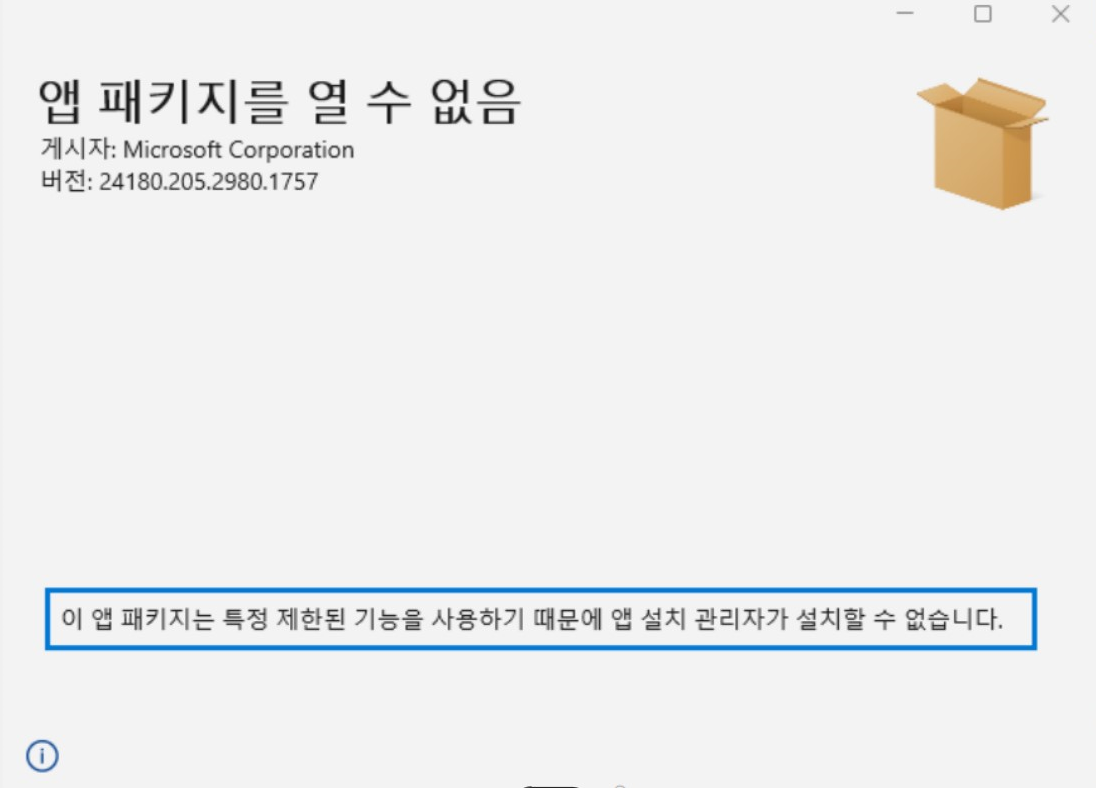 앱 패키지를 열 수 없음
게시자: Microsoft Corporation
버전: 24180.205.2980.1757
이 앱 패키지는 특정 제한된 기능을 사용하기 때문에 앱 설치 관리자가 설치할 수 없습니다.